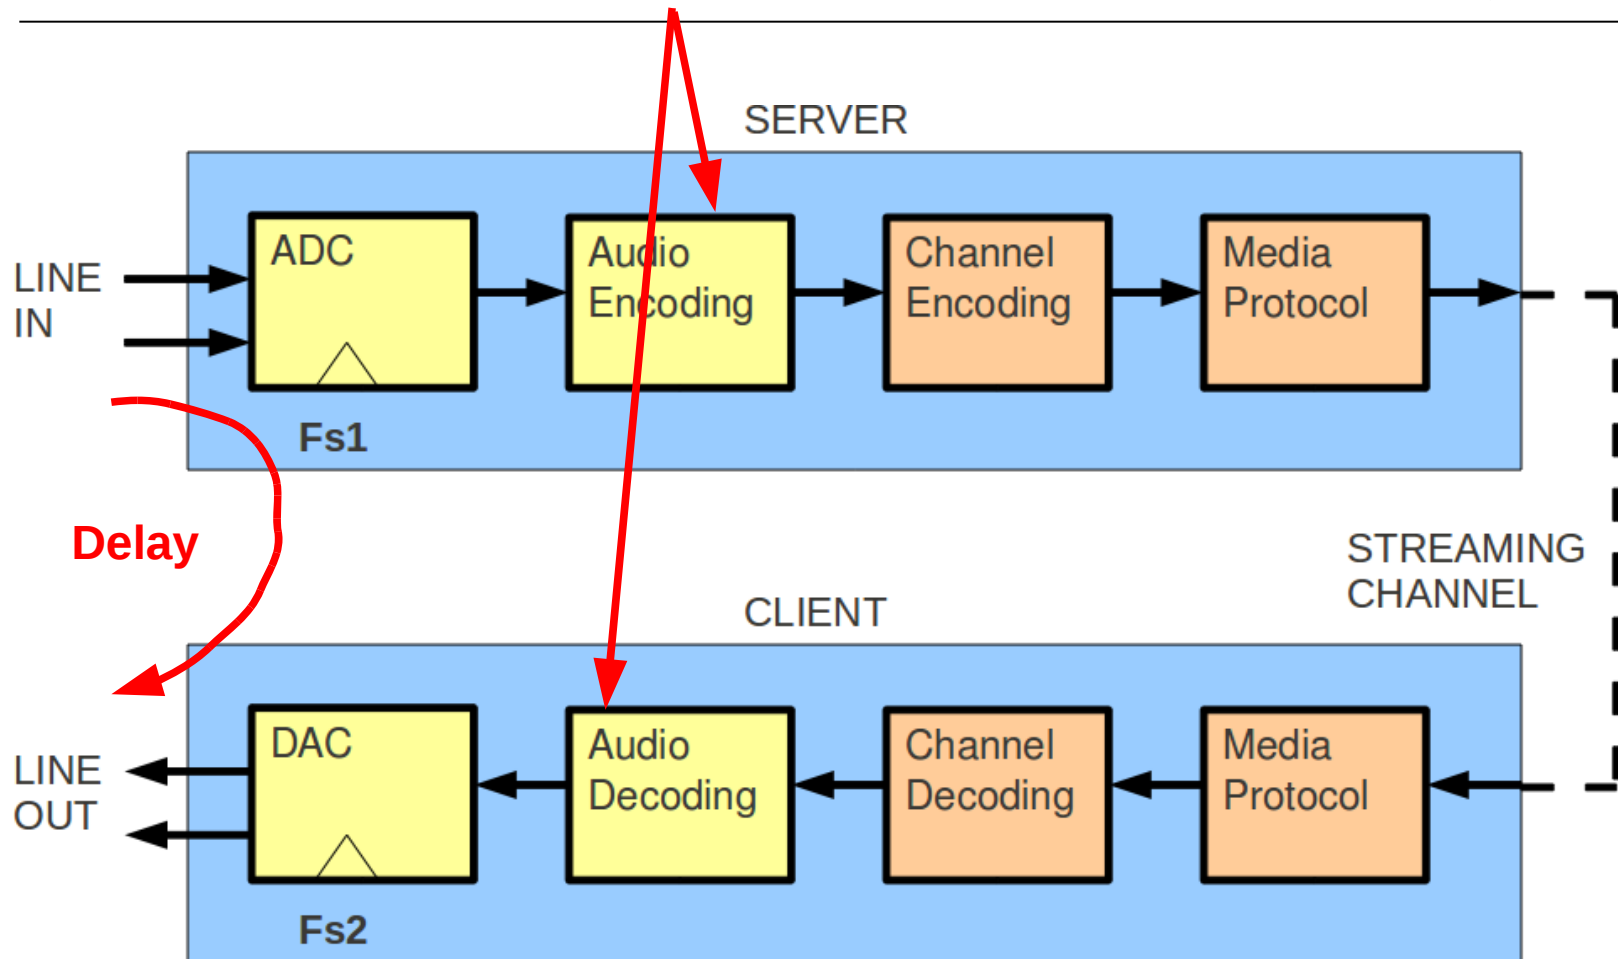 SERVER
LINE
IN
ADC
Audio
Encoding
Channel
Encoding
Media
Protocol
Fs1
Delay
STREAMING
CHANNEL
CLIENT
LINE
OUT
DAC
Audio
Decoding
Channel
Decoding
Media
Protocol
Fs2